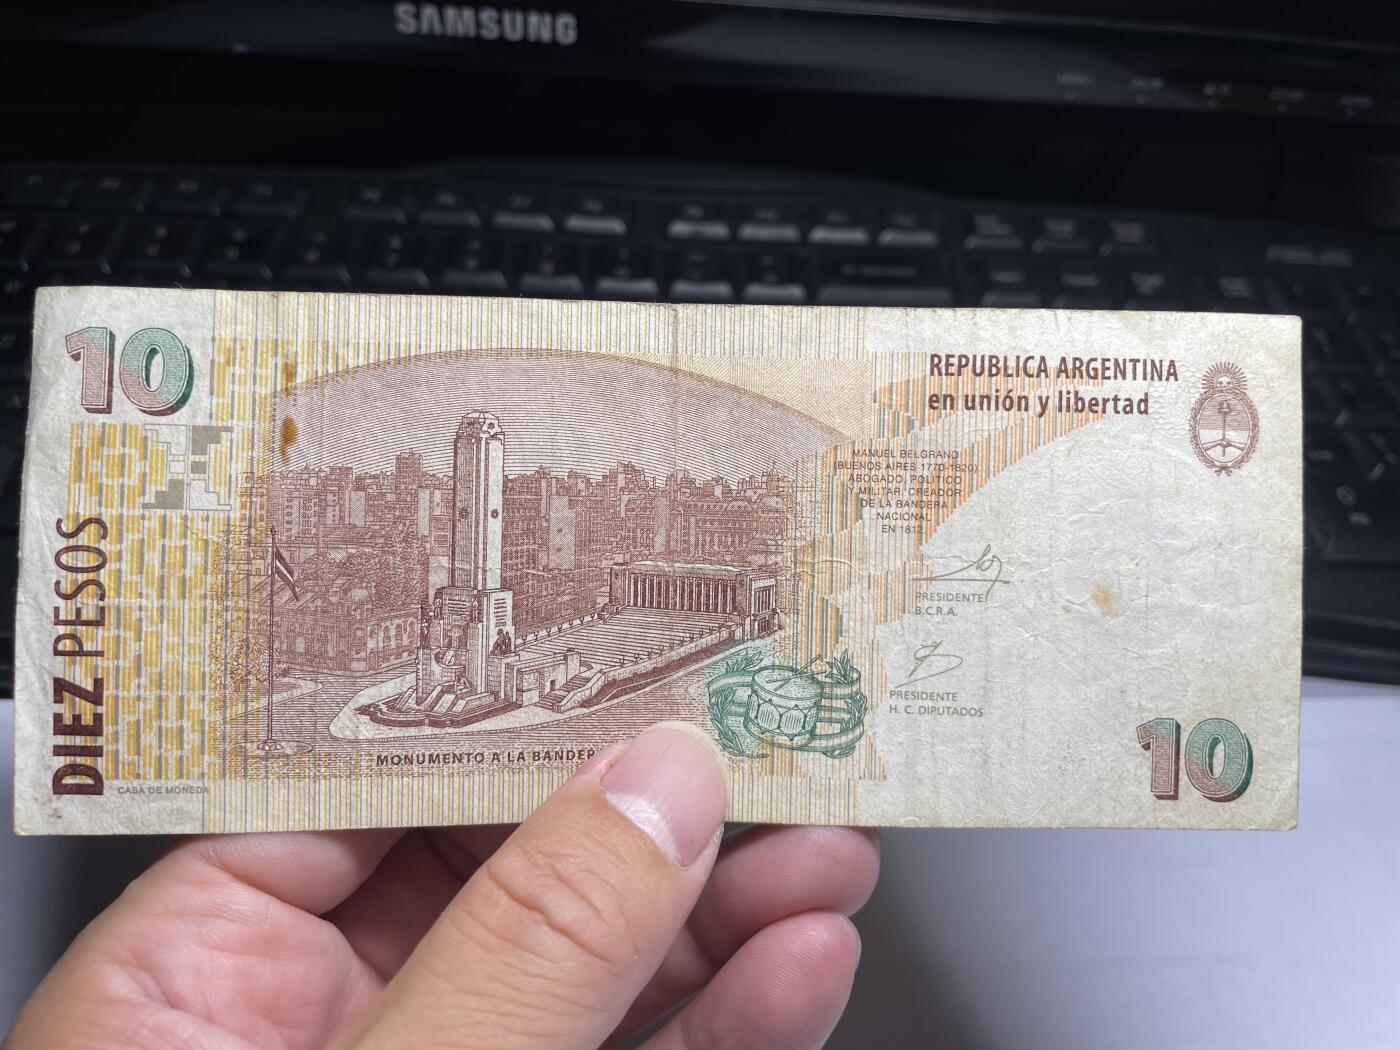 SAMSUNG
10
REPUBLICA ARGENTINA
en unión y libertad
MANUEL BELGRANO
(BUENOS AIRES 1770-1820)
ABOGADO, POLITICO
Y MILITAR. CREADOR
DE LA BANDERA
NACIONAL
EN 1812
PRESIDENTE
B.C.R.A.
PRESIDENTE
H. C. DIPUTADOS
DIEZ PESOS
MONUMENTO A LA BANDER
CASA DE MONEDA
10